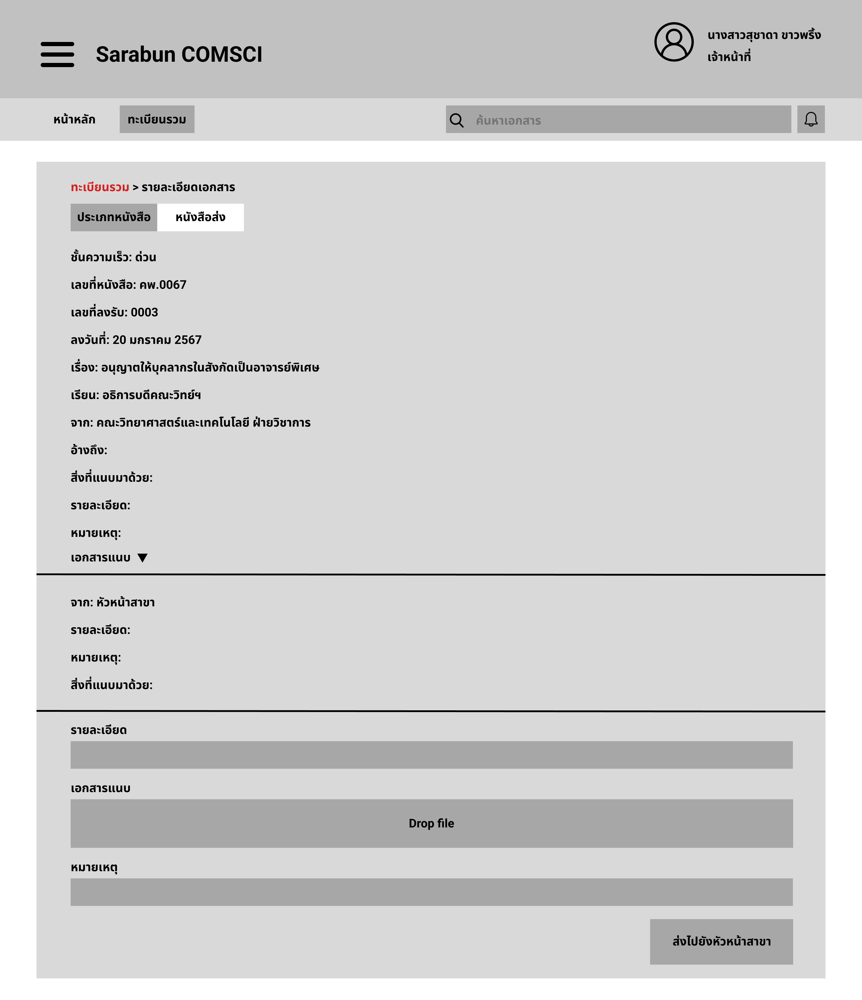 Sarabun COMSCI
นางสาวสุชาดา ขาวพริ้ง
เจ้าหน้าที่
หน้าหลัก
ทะเบียนรวม
ค้นหาเอกสาร
ทะเบียนรวม > รายละเอียดเอกสาร
ประเภทหนังสือ
หนังสือส่ง
ชั้นความเร็ว: ด่วน
เลขที่หนังสือ: คพ.0067
เลขที่ลงรับ: 0003
ลงวันที่: 20 มกราคม 2567
เรื่อง: อนุญาตให้บุคลากรในสังกัดเป็นอาจารย์พิเศษ
เรียน: อธิการบดีคณะวิทย์ฯ
จาก: คณะวิทยาศาสตร์และเทคโนโลยี ฝ่ายวิชาการ
อ้างถึง:
สิ่งที่แนบมาด้วย:
รายละเอียด:
หมายเหตุ:
เอกสารแนบ
จาก: หัวหน้าสาขา
รายละเอียด:
หมายเหตุ:
สิ่งที่แนบมาด้วย:
รายละเอียด
เอกสารแนบ
Drop file
หมายเหตุ
ส่งไปยังหัวหน้าสาขา